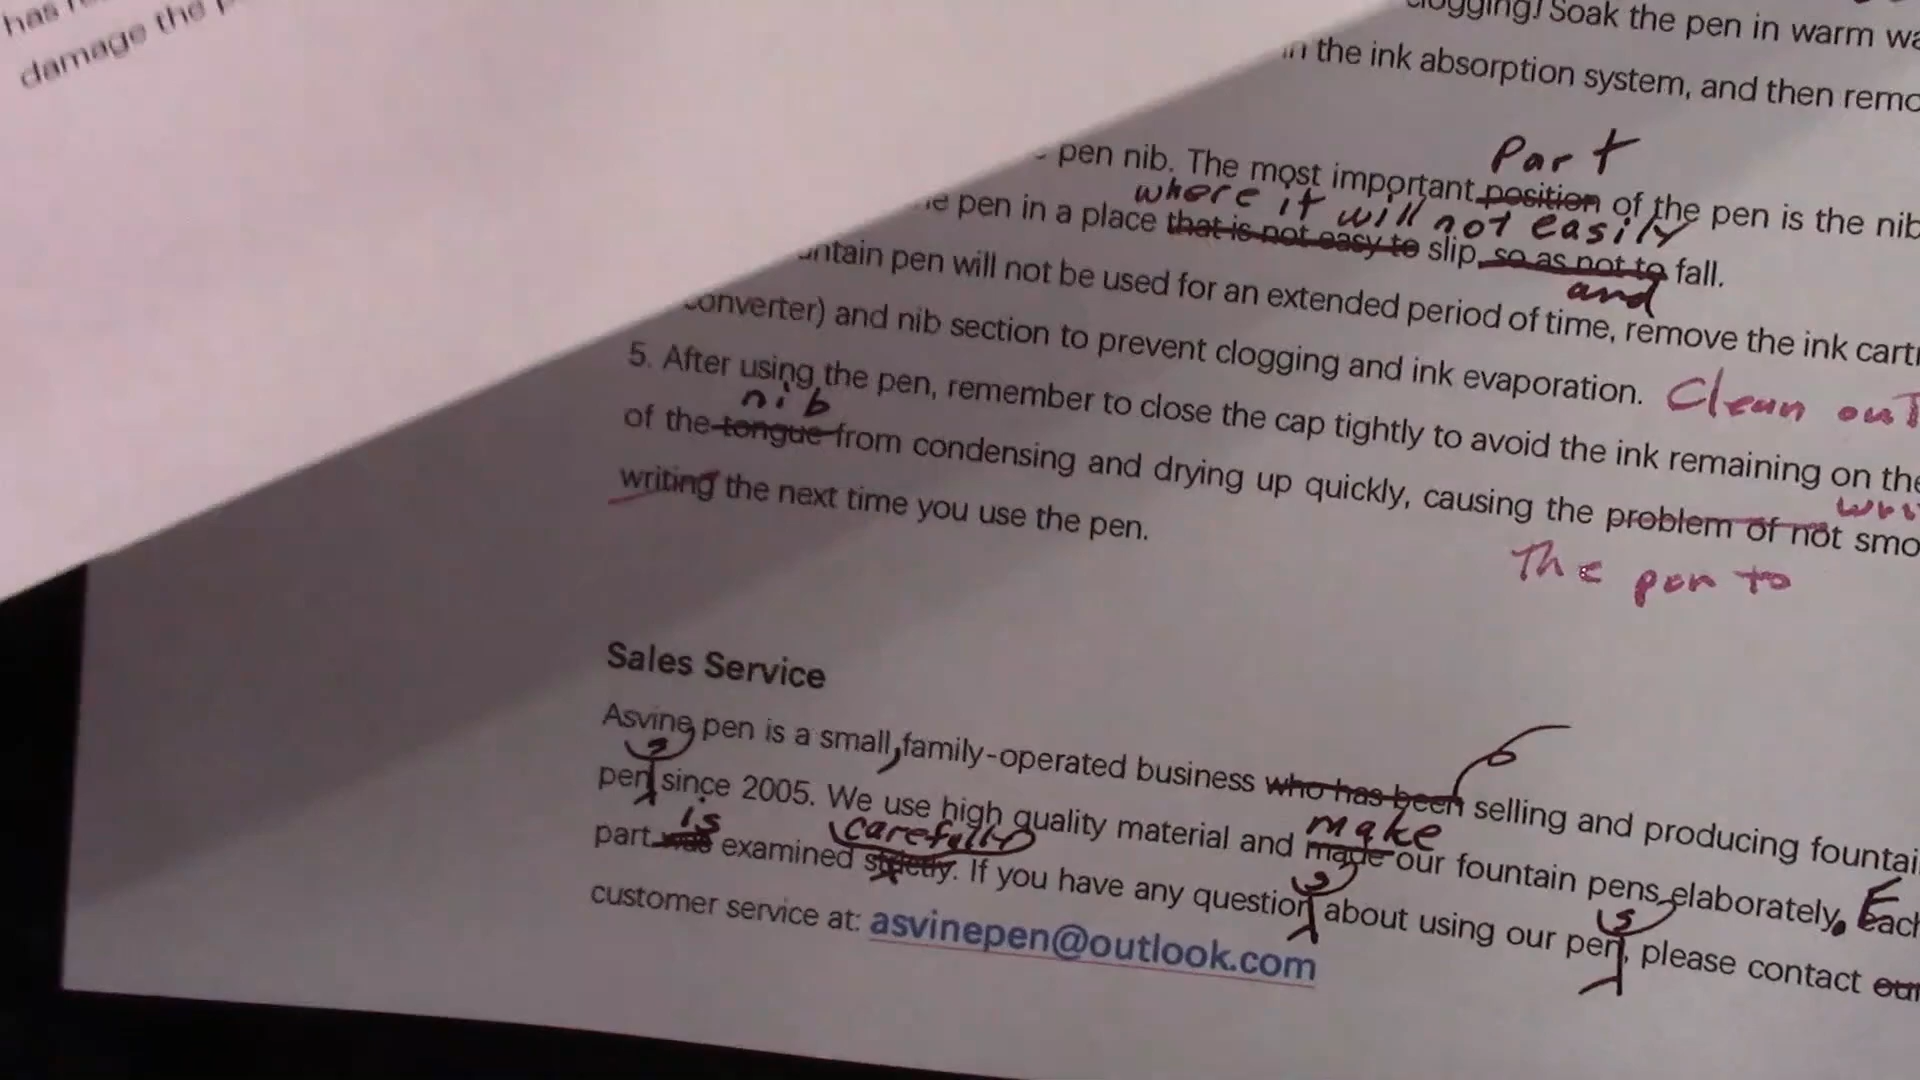 damage the
clogging! Soak the pen in warm
in the ink absorption system, and then
Part
pen nib. The most important position of the pen is the nib
where it will not easily
pen in a place that is not easy to slip, so as not to fall.
and
pen will not be used for an extended period of time, remove the ink
converter) and nib section to prevent clogging and ink evaporation.
Clean out
5. After using the pen, remember to close the cap tightly to avoid the ink remaining on the
nib
of the tongue from condensing and drying up quickly, causing the problem of not
writing the next time you use the pen.
The pen to
Sales Service
Asvine pen is a small, family-operated business who has been selling and producing
s
pen since 2005. We use high quality material and made our fountain pens elaborately. Each
is carefully make
part was examined strictly. If you have any question about using our pen, please contact our
s s
customer service at: asvinepen@outlook.com